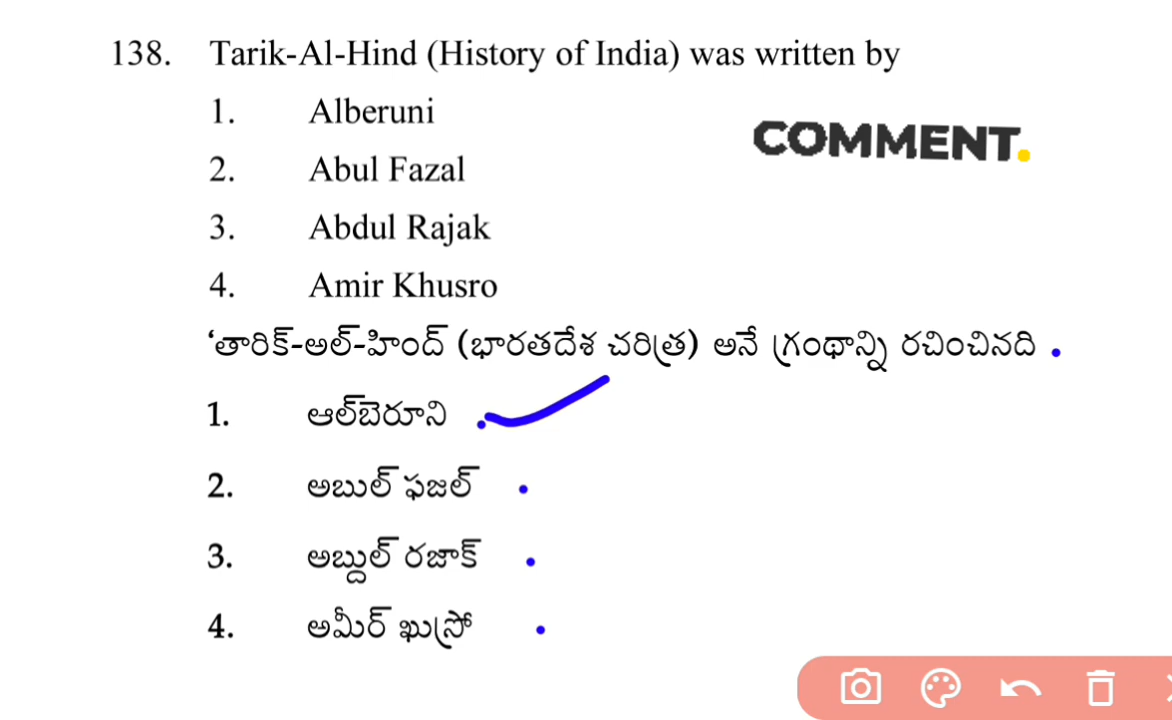 138. Tarik-Al-Hind (History of India) was written by
1. Alberuni
COMMENT.
2. Abul Fazal
3. Abdul Rajak
4. Amir Khusro
‘తారిక్-అల్-హింద్ (భారతదేశ చరిత్ర) అనే గ్రంథాన్ని రచించినది .
1. ఆల్‌బెరూని
2. అబుల్ ఫజల్
3. అబ్దుల్ రజాక్
4. అమీర్ ఖుస్రో